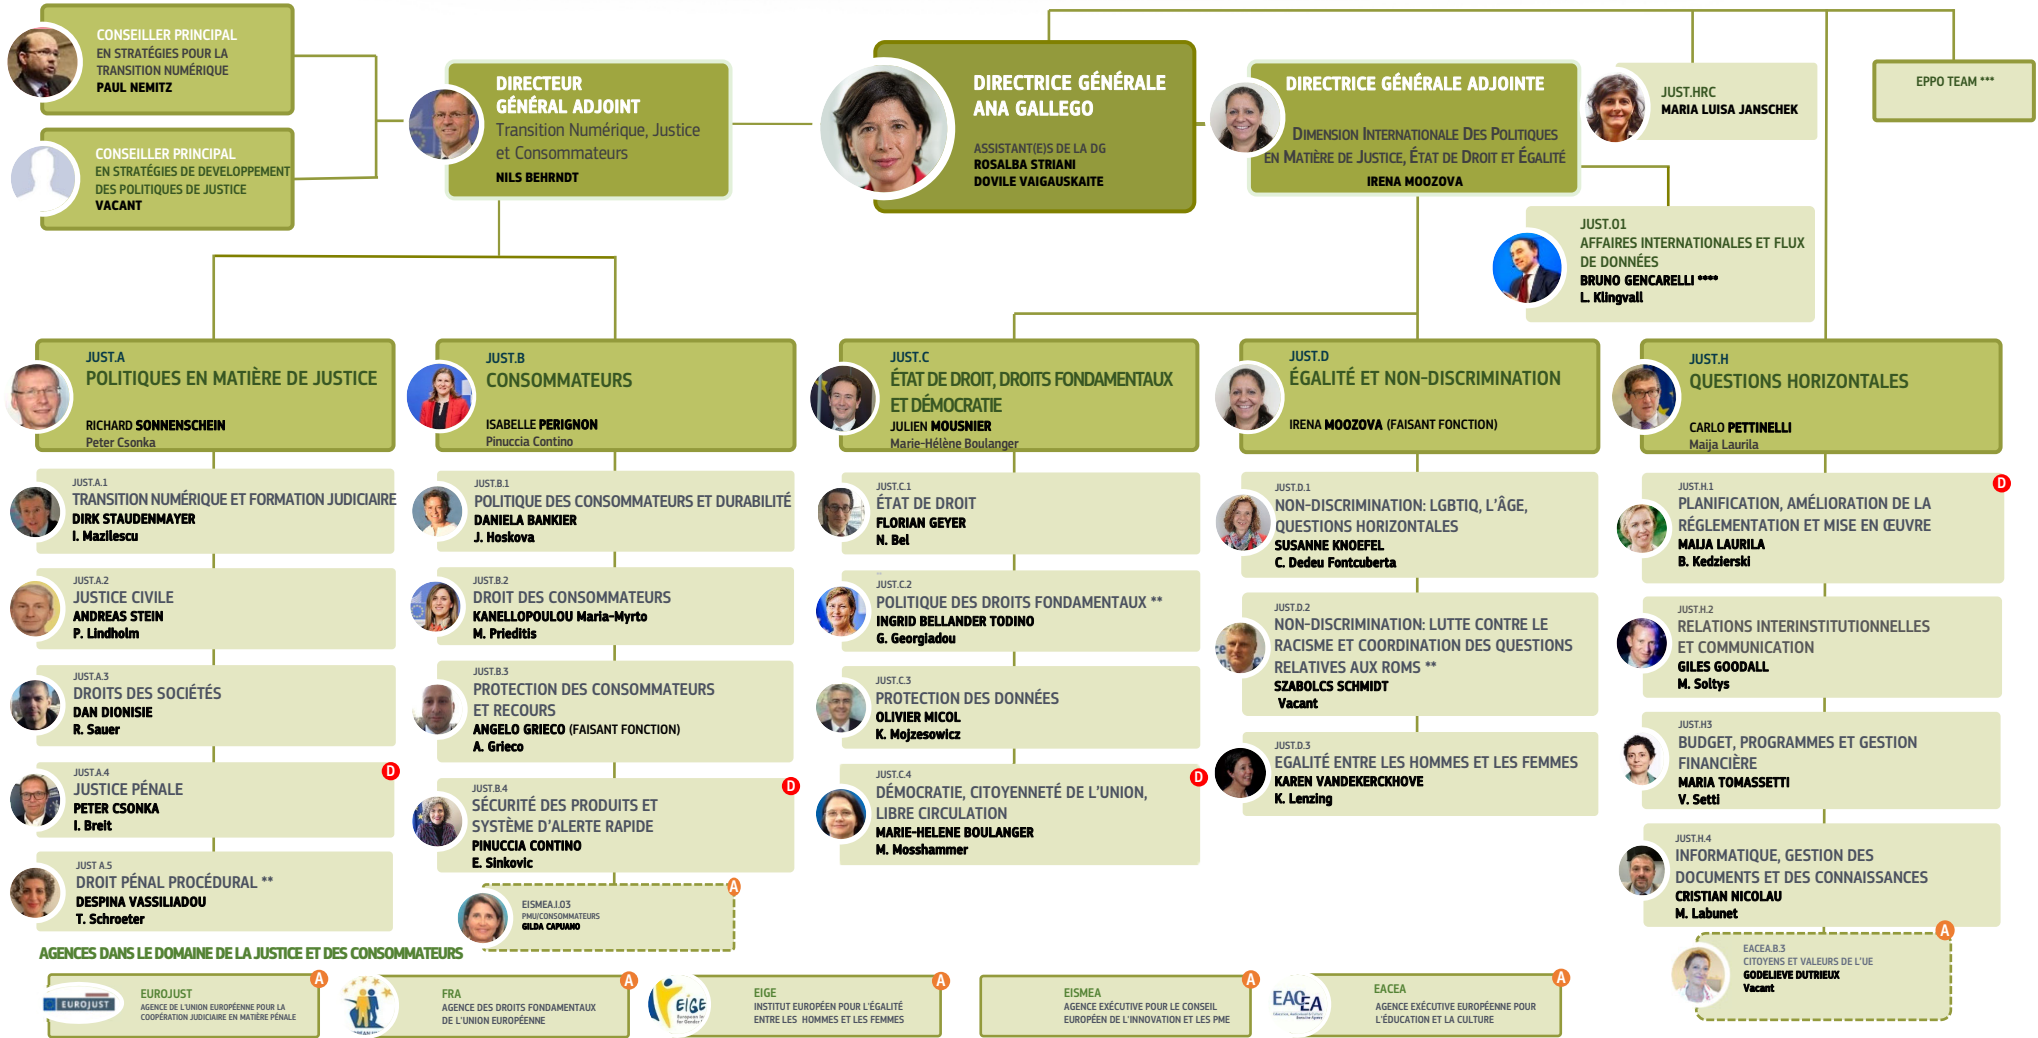 CONSEILLER PRINCIPAL
EN STRATÉGIES POUR LA
TRANSITION NUMÉRIQUE
PAUL NEMITZ
CONSEILLER PRINCIPAL
EN STRATÉGIES DE DEVELOPPEMENT
DES POLITIQUES DE JUSTICE
VACANT
DIRECTEUR
GÉNÉRAL ADJOINT
Transition Numérique, Justice
et Consommateurs
NILS BEHRNDT
DIRECTRICE GÉNÉRALE
ANA GALLEGO
ASSISTANT(E)S DE LA DG
ROSALBA STRIANI
DOVILE VAIGAUSKAITE
DIRECTRICE GÉNÉRALE ADJOINTE
DIMENSION INTERNATIONALE DES POLITIQUES
EN MATIÈRE DE JUSTICE, ÉTAT DE DROIT ET ÉGALITÉ
IRENA MOOZOVA
JUST.HRC
MARIA LUISA JANSCHEK
EPPO TEAM ***
JUST.01
AFFAIRES INTERNATIONALES ET FLUX
DE DONNÉES
BRUNO GENCARELLI ****
L. Klingvall
JUST.A
POLITIQUES EN MATIÈRE DE JUSTICE
RICHARD SONNENSCHEIN
Peter Csonka
JUST.A.1
TRANSITION NUMÉRIQUE ET FORMATION JUDICIAIRE
DIRK STAUDENMAYER
I. Mazilescu
JUST.A.2
JUSTICE CIVILE
ANDREAS STEIN
P. Lindholm
JUST.A.3
DROITS DES SOCIÉTÉS
DAN DIONISIE
R. Sauer
JUST.A.4
JUSTICE PÉNALE
PETER CSONKA
I. Breit
D
JUST A.5
DROIT PÉNAL PROCÉDURAL **
DESPINA VASSILIADOU
T. Schroeter
JUST.B
CONSOMMATEURS
ISABELLE PERIGNON
Pinuccia Contino
JUST.B.1
POLITIQUE DES CONSOMMATEURS ET DURABILITÉ
DANIELA BANKIER
J. Hoskova
JUST.B.2
DROIT DES CONSOMMATEURS
KANELLOPOULOU Maria-Myrto
M. Prieditis
JUST.B.3
PROTECTION DES CONSOMMATEURS
ET RECOURS
ANGELO GRIECO (FAISANT FONCTION)
A. Grieco
JUST.B.4
SÉCURITÉ DES PRODUITS ET
SYSTÈME D'ALERTE RAPIDE
PINUCCIA CONTINO
E. Sinkovic
D
EISMEA.I.03
PMU/CONSOMMATEURS
GILDA CAPUANO
A
JUST.C
ÉTAT DE DROIT, DROITS FONDAMENTAUX
ET DÉMOCRATIE
JULIEN MOUSNIER
Marie-Hélène Boulanger
JUST.C.1
ÉTAT DE DROIT
FLORIAN GEYER
N. Bel
JUST.C.2
POLITIQUE DES DROITS FONDAMENTAUX **
INGRID BELLANDER TODINO
G. Georgiadou
JUST.C.3
PROTECTION DES DONNÉES
OLIVIER MICOL
K. Mojzesowicz
JUST.C.4
DÉMOCRATIE, CITOYENNETÉ DE L'UNION,
LIBRE CIRCULATION
MARIE-HELENE BOULANGER
M. Mosshammer
D
JUST.D
ÉGALITÉ ET NON-DISCRIMINATION
IRENA MOOZOVA (FAISANT FONCTION)
JUST.D.1
NON-DISCRIMINATION: LGBTIQ, L'ÂGE,
QUESTIONS HORIZONTALES
SUSANNE KNOEFEL
C. Dedeu Fontcuberta
JUST.D.2
NON-DISCRIMINATION: LUTTE CONTRE LE
RACISME ET COORDINATION DES QUESTIONS
RELATIVES AUX ROMS **
SZABOLCS SCHMIDT
Vacant
JUST.D.3
EGALITÉ ENTRE LES HOMMES ET LES FEMMES
KAREN VANDEKERCKHOVE
K. Lenzing
JUST.H
QUESTIONS HORIZONTALES
CARLO PETTINELLI
Maija Laurila
JUST.H.1
PLANIFICATION, AMÉLIORATION DE LA
RÉGLEMENTATION ET MISE EN ŒUVRE
MAIJA LAURILA
B. Kedzierski
D
JUST.H.2
RELATIONS INTERINSTITUTIONNELLES
ET COMMUNICATION
GILES GOODALL
M. Soltys
JUST.H3
BUDGET, PROGRAMMES ET GESTION
FINANCIÈRE
MARIA TOMASSETTI
V. Setti
JUST.H.4
INFORMATIQUE, GESTION DES
DOCUMENTS ET DES CONNAISSANCES
CRISTIAN NICOLAU
M. Labunet
EACEA.B.3
CITOYENS ET VALEURS DE L'UE
GODELIEVE DUTRIEUX
Vacant
A
AGENCES DANS LE DOMAINE DE LA JUSTICE ET DES CONSOMMATEURS
EUROJUST
EUROJUST
AGENCE DE L'UNION EUROPÉENNE POUR LA
COOPÉRATION JUDICIAIRE EN MATIÈRE PÉNALE
A
FRA
AGENCE DES DROITS FONDAMENTAUX
DE L'UNION EUROPÉENNE
A
EIGE
EIGE
INSTITUT EUROPÉEN POUR L'ÉGALITÉ
ENTRE LES HOMMES ET LES FEMMES
A
EISMEA
AGENCE EXÉCUTIVE POUR LE CONSEIL
EUROPÉEN DE L'INNOVATION ET LES PME
A
EACEA
EACEA
AGENCE EXÉCUTIVE EUROPÉENNE POUR
L'ÉDUCATION ET LA CULTURE
A